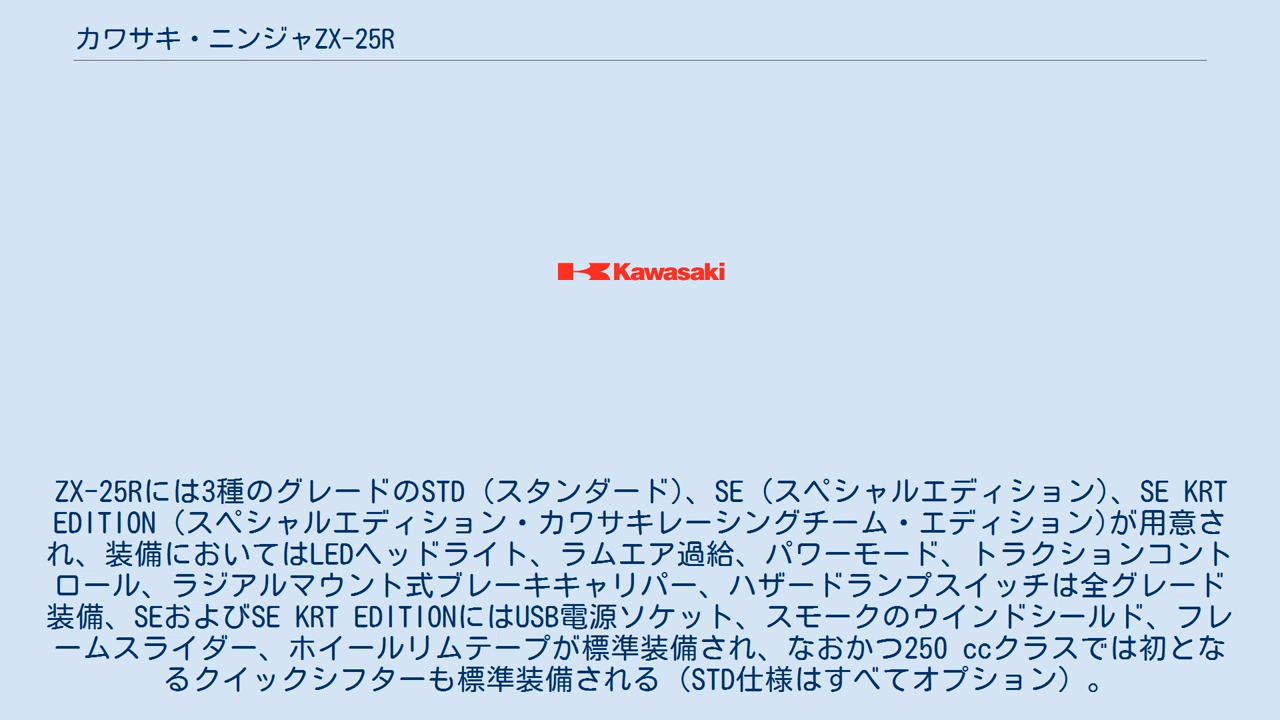 カワサキ・ニンジャZX-25R
Kawasaki
ZX-25Rには3種のグレードのSTD（スタンダード）、SE（スペシャルエディション）、SE KRT
EDITION（スペシャルエディション・カワサキレーシングチーム・エディション）が用意さ
れ、装備においてはLEDヘッドライト、ラムエア過給、パワーモード、トラクションコント
ロール、ラジアルマウント式ブレーキキャリパー、ハザードランプスイッチは全グレード
装備、SEおよびSE KRT EDITIONにはUSB電源ソケット、スモークのウインドシールド、フレ
ームスライダー、ホイールリムテープが標準装備され、なおかつ250 ccクラスでは初とな
るクイックシフターも標準装備される（STD仕様はすべてオプション）。